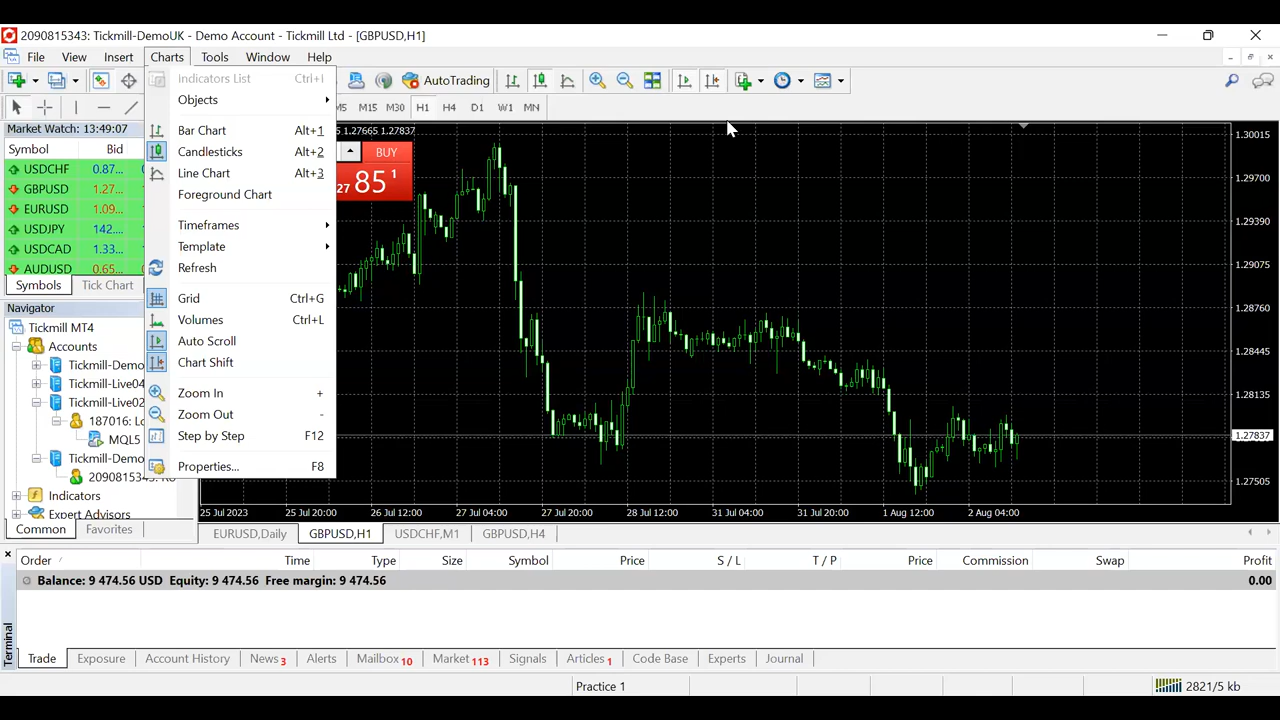 2090815343: Tickmill-DemoUK - Demo Account - Tickmill Ltd - [GBPUSD,H1]
File View Insert Charts Tools Window Help
AutoTrading
M15 M30 H1 H4 D1 W1 MN
Market Watch: 13:49:07
Symbol Bid
USDCHF 0.87...
GBPUSD 1.27...
EURUSD 1.09...
USDJPY 142....
USDCAD 1.33...
AUDUSD 0.65...
Symbols Tick Chart
Navigator
Tickmill MT4
Accounts
Tickmill-Demo
Tickmill-Live04
Tickmill-Live02
187016:
MQL5
Tickmill-Demo
2090815343:
Indicators
Expert Advisors
Common Favorites
Indicators List Ctrl+I
Objects
Bar Chart Alt+1
Candlesticks Alt+2
Line Chart Alt+3
Foreground Chart
Timeframes
Template
Refresh
Grid Ctrl+G
Volumes Ctrl+L
Auto Scroll
Chart Shift
Zoom In +
Zoom Out -
Step by Step F12
Properties... F8
1.27665 1.27837
BUY
27 85 1
1.30015
1.29700
1.29390
1.29075
1.28760
1.28445
1.28135
1.27837
1.27505
25 Jul 2023 25 Jul 20:00 26 Jul 12:00 27 Jul 04:00 27 Jul 20:00 28 Jul 12:00 31 Jul 04:00 31 Jul 20:00 1 Aug 12:00 2 Aug 04:00
EURUSD,Daily GBPUSD,H1 USDCHF,M1 GBPUSD,H4
Order Time Type Size Symbol Price S / L T / P Price Commission Swap Profit
Balance: 9 474.56 USD Equity: 9 474.56 Free margin: 9 474.56 0.00
Terminal
Trade Exposure Account History News 3 Alerts Mailbox 10 Market 113 Signals Articles 1 Code Base Experts Journal
Practice 1 2821/5 kb